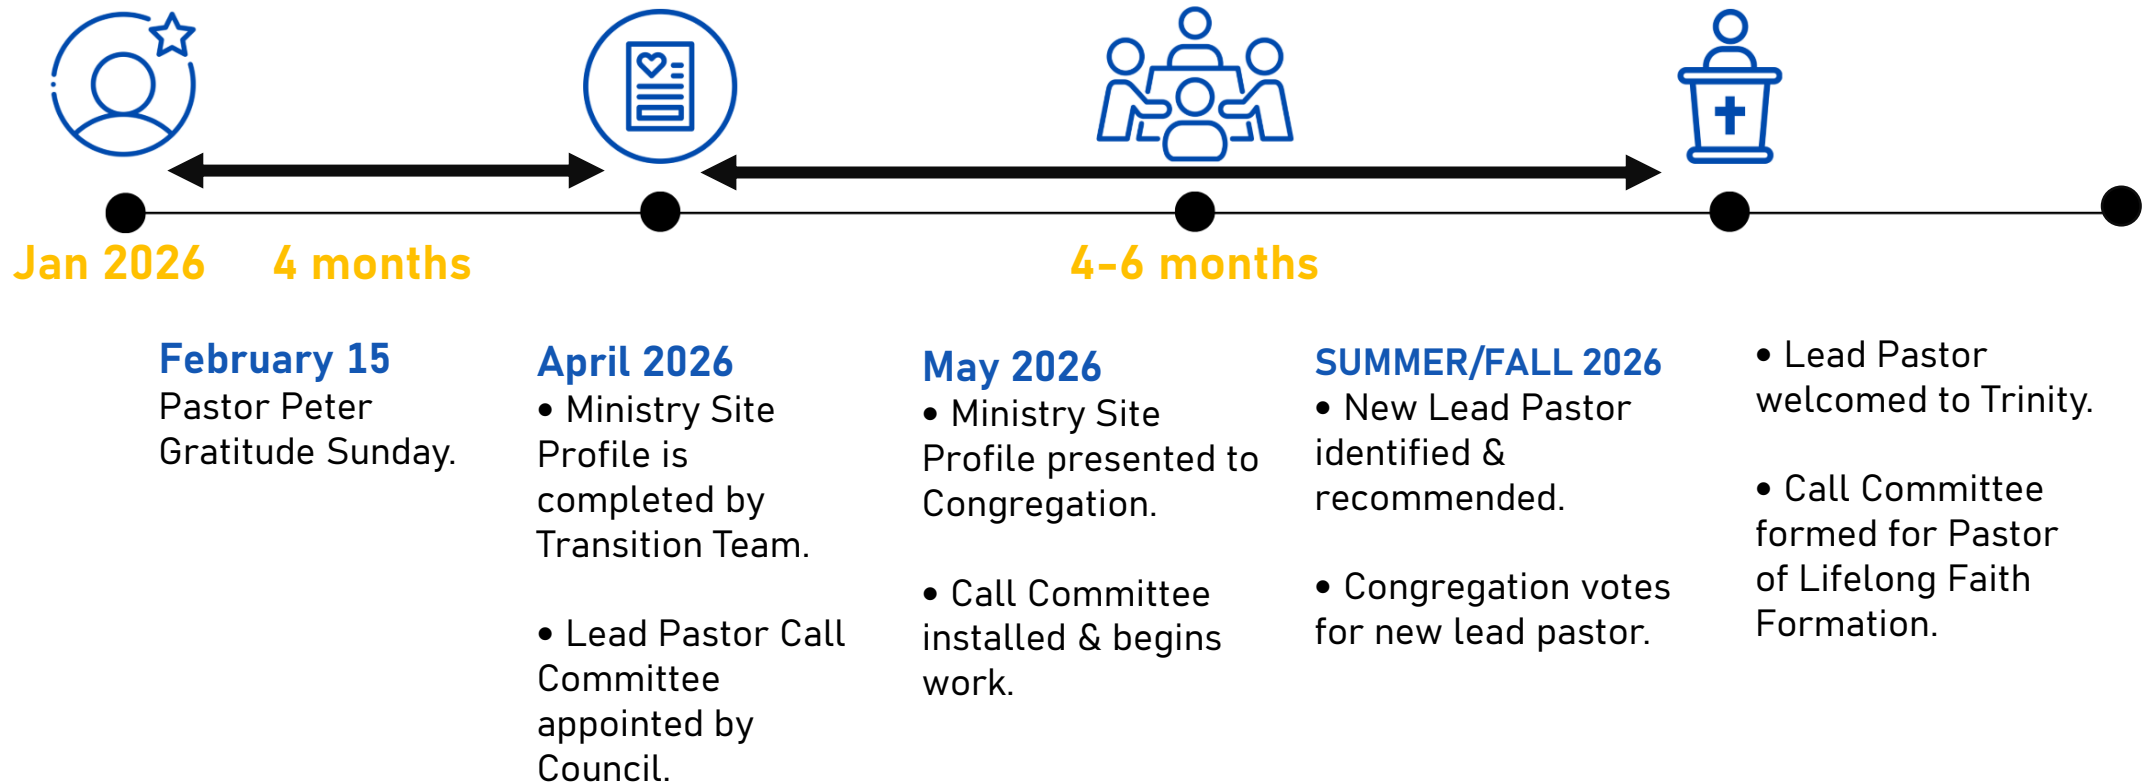 Jan 2026
4 months
4-6 months
February 15
Pastor Peter
Gratitude Sunday.
April 2026
• Ministry Site
Profile is
completed by
Transition Team.
• Lead Pastor Call
Committee
appointed by
Council.
May 2026
• Ministry Site
Profile presented to
Congregation.
• Call Committee
installed & begins
work.
SUMMER/FALL 2026
• New Lead Pastor
identified &
recommended.
• Congregation votes
for new lead pastor.
• Lead Pastor
welcomed to Trinity.
• Call Committee
formed for Pastor
of Lifelong Faith
Formation.